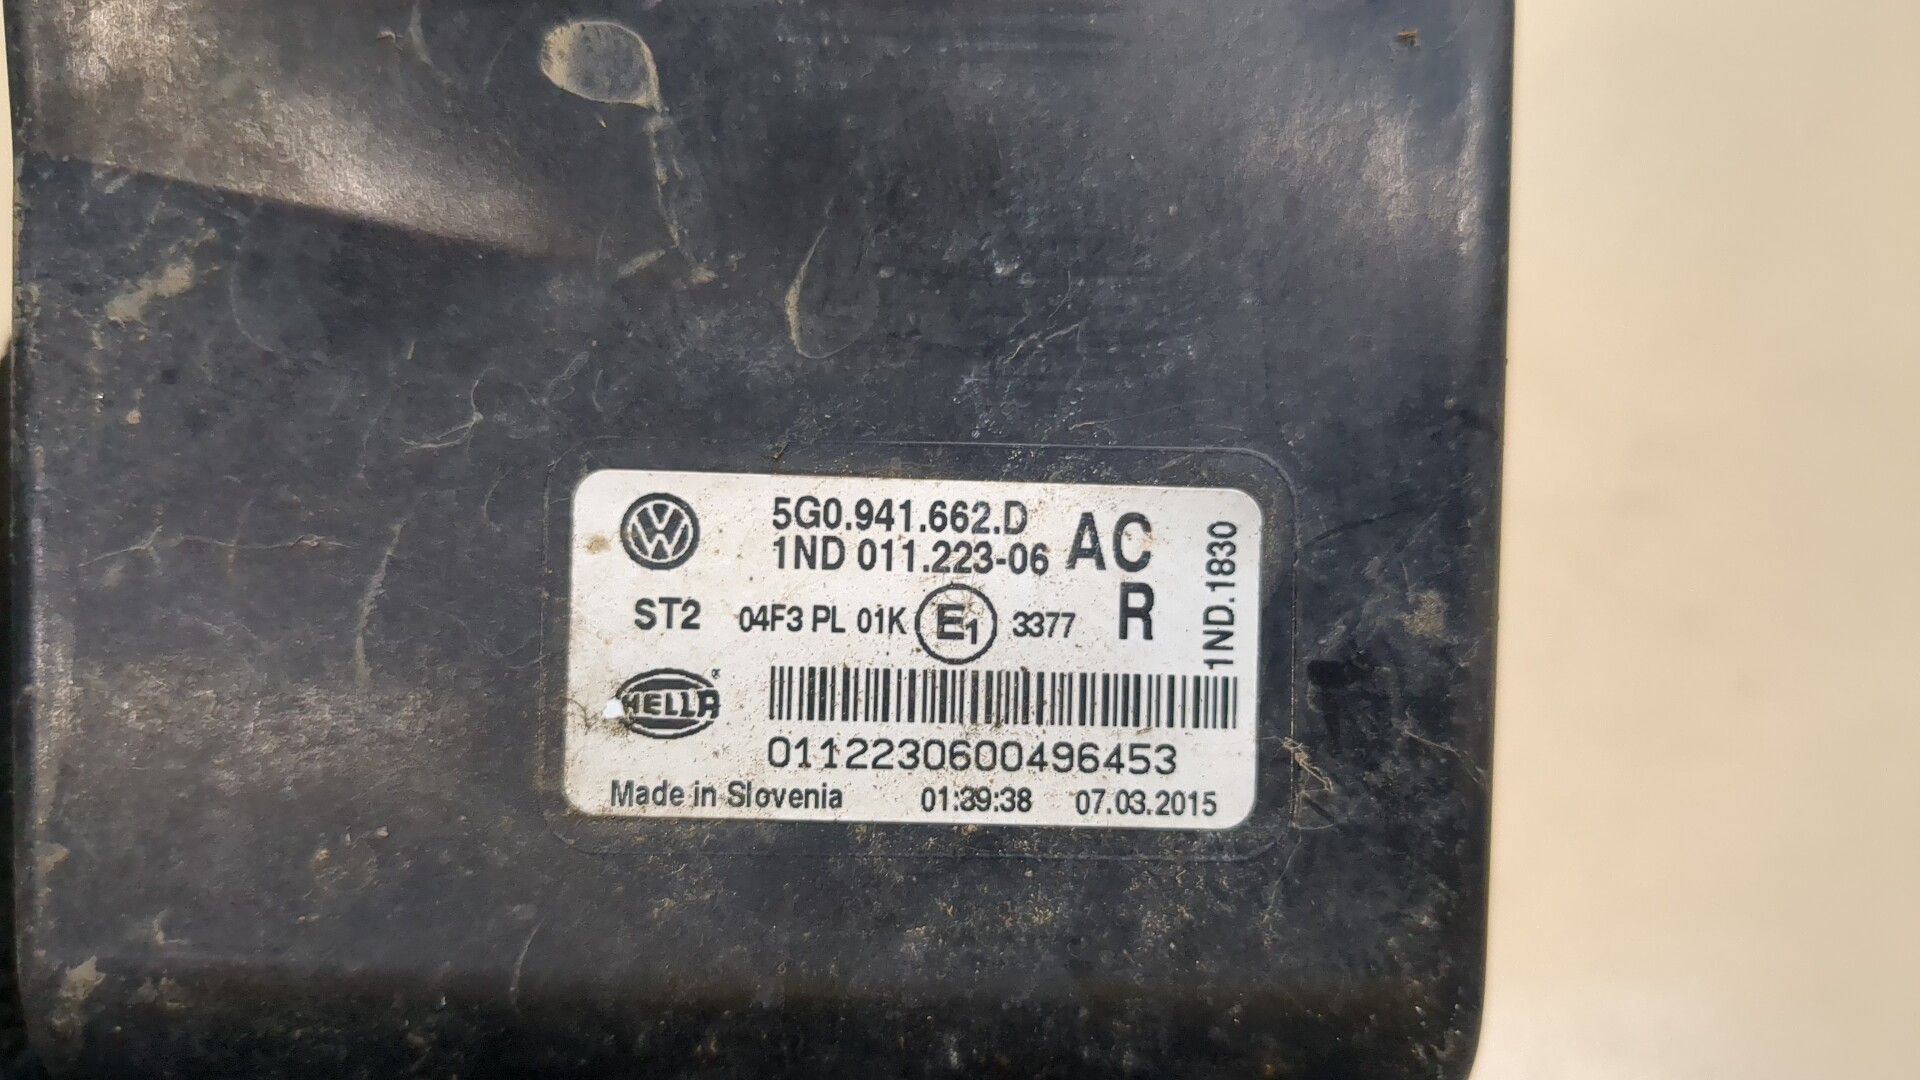 5G0.941.662.D
1ND 011.223-06 AC
ST2 04F3 PL 01K E1 3377 R
1ND.1830
HELLA
0112230600496453
Made in Slovenia 01:39:38 07.03.2015